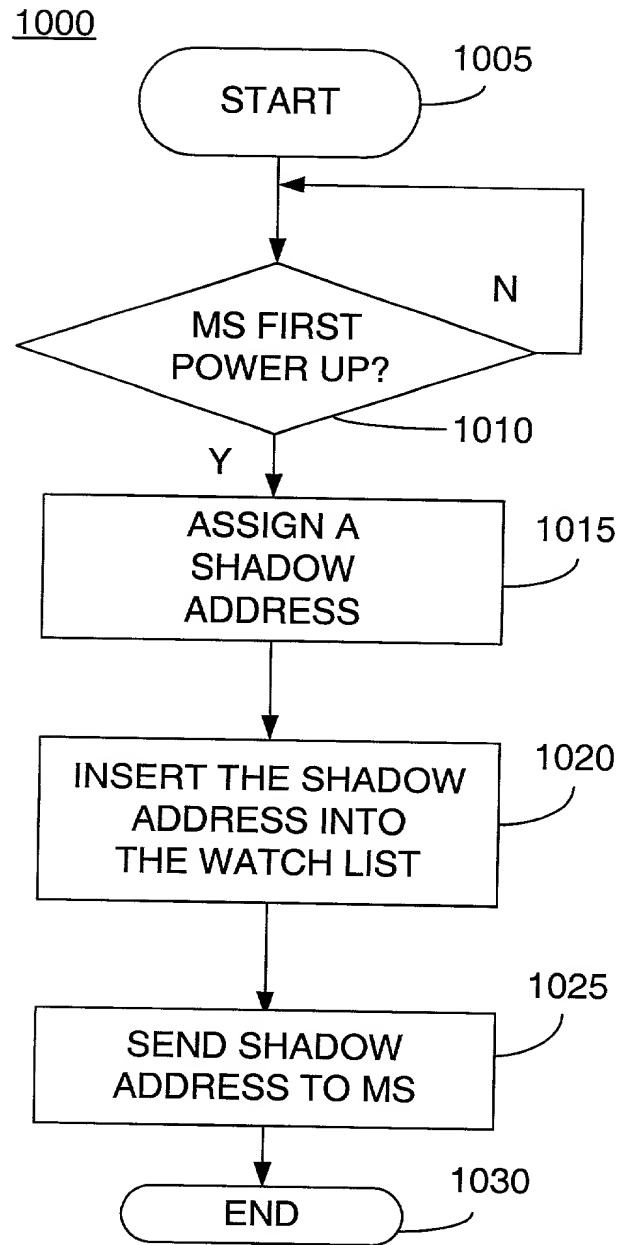 1000
START
1005
N
MS FIRST
POWER UP?
1010
Y
ASSIGN A
SHADOW
ADDRESS
1015
INSERT THE SHADOW
ADDRESS INTO
THE WATCH LIST
1020
SEND SHADOW
ADDRESS TO MS
1025
END
1030